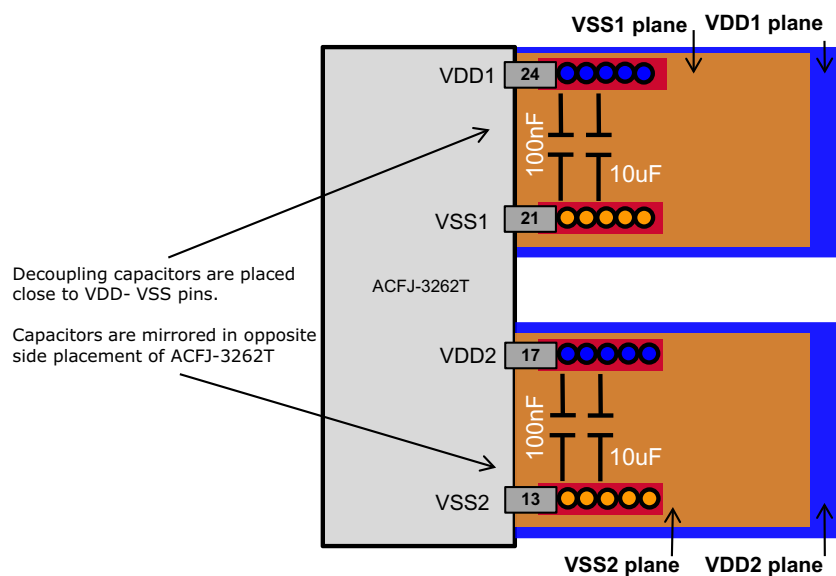 VSS1 plane
VDD1 plane
VDD1
24
100nF
10uF
VSS1
21
Decoupling capacitors are placed
close to VDD- VSS pins.
ACFJ-3262T
Capacitors are mirrored in opposite
side placement of ACFJ-3262T
VDD2
17
100nF
10uF
VSS2
13
VSS2 plane
VDD2 plane